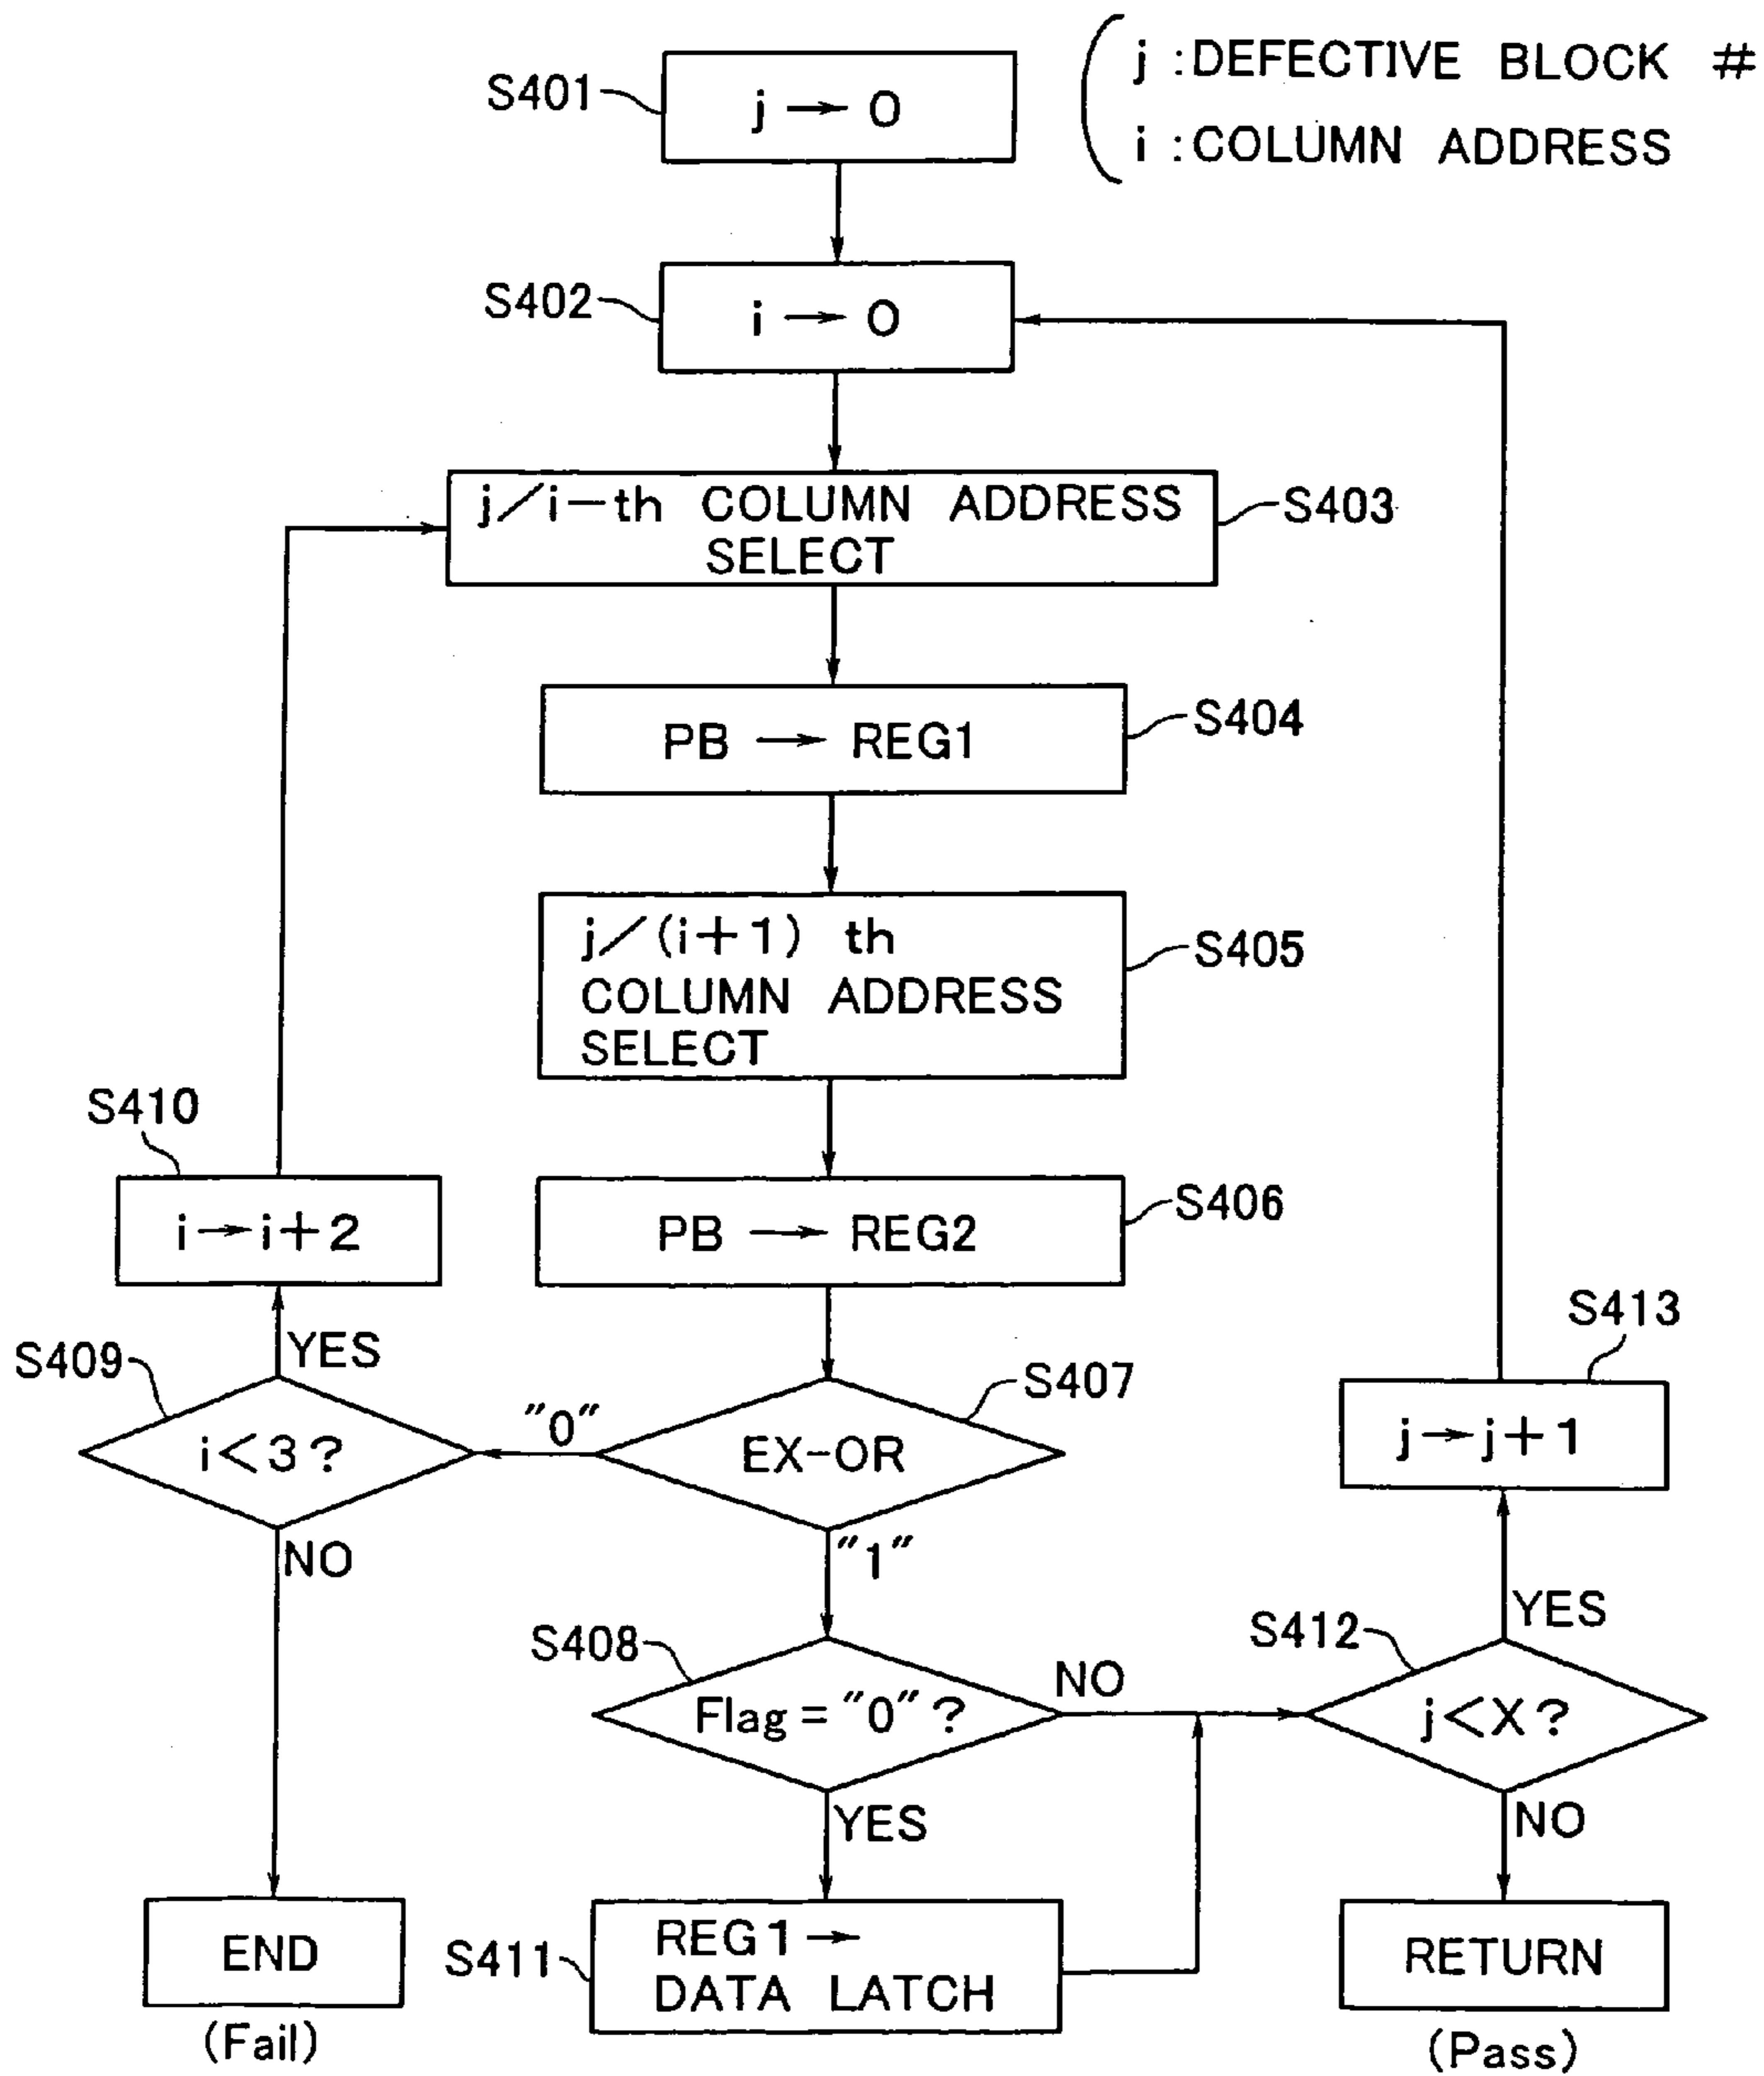 j :DEFECTIVE BLOCK #
i :COLUMN ADDRESS
S401
j → 0
S402
i → 0
j/i-th COLUMN ADDRESS
SELECT
S403
PB → REG1
S404
j/(i+1) th
COLUMN ADDRESS
SELECT
S405
S410
i → i+2
PB → REG2
S406
S409
YES
i<3?
NO
"0"
S407
EX-OR
"1"
S413
j → j+1
S408
Flag = "0" ?
NO
YES
S412
YES
j<X?
NO
END
(Fail)
S411
REG1 →
DATA LATCH
RETURN
(Pass)